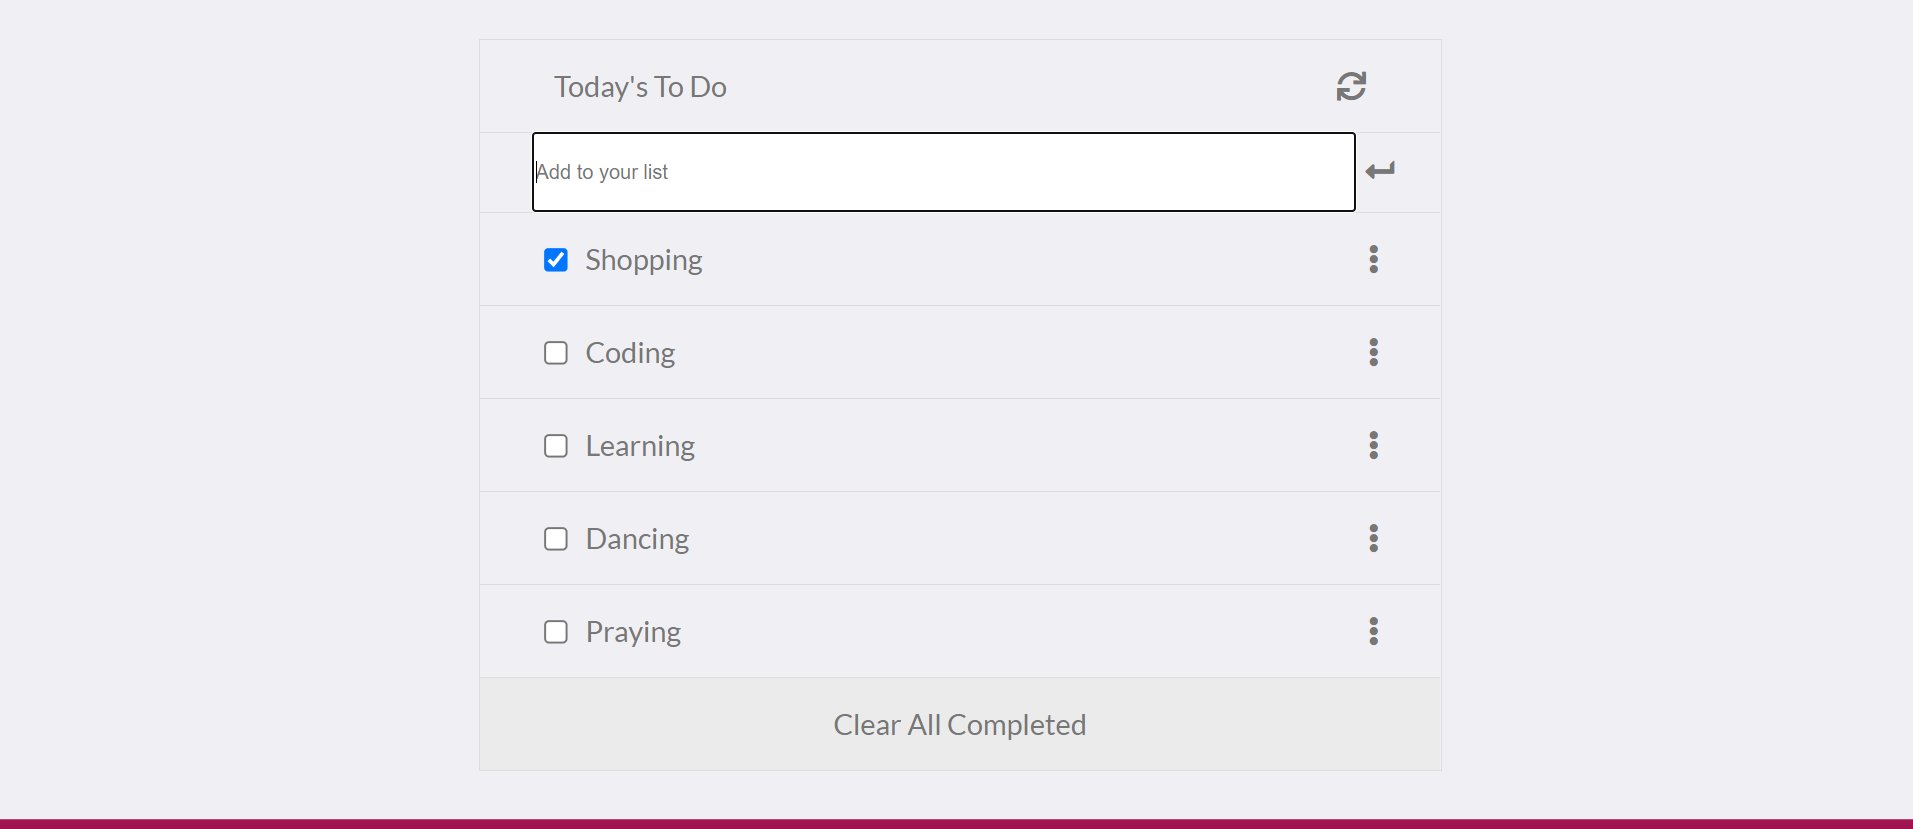 Today's To Do
Add to your list
Shopping
Coding
Learning
Dancing
Praying
Clear All Completed